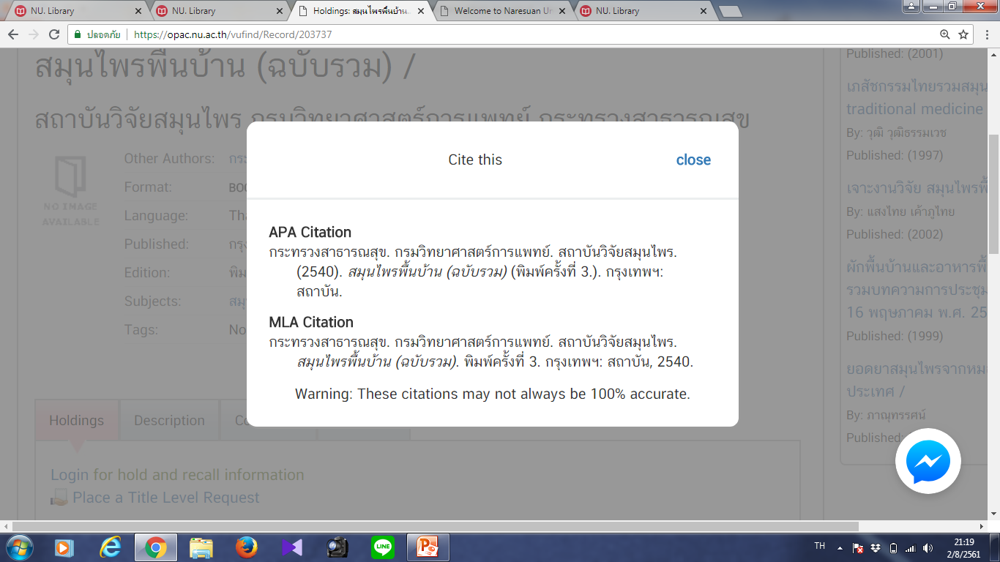 NU. Library
NU. Library
Holdings: สมุนไพรพื้นบ้าน...
Welcome to Naresuan Un
NU. Library
ปลอดภัย
https://opac.nu.ac.th/vufind/Record/203737
สมุนไพรพื้นบ้าน (ฉบับรวม) /
สถาบันวิจัยสมุนไพร กรมวิทยาศาสตร์การแพทย์ กระทรวงสาธารณสุข
NO IMAGE
AVAILABLE
Other Authors:
Format:
Language:
Published:
Edition:
Subjects:
Tags:
Cite this
close
APA Citation
กระทรวงสาธารณสุข. กรมวิทยาศาสตร์การแพทย์. สถาบันวิจัยสมุนไพร.
(2540). สมุนไพรพื้นบ้าน (ฉบับรวม) (พิมพ์ครั้งที่ 3.). กรุงเทพฯ:
สถาบัน.
MLA Citation
กระทรวงสาธารณสุข. กรมวิทยาศาสตร์การแพทย์. สถาบันวิจัยสมุนไพร.
สมุนไพรพื้นบ้าน (ฉบับรวม). พิมพ์ครั้งที่ 3. กรุงเทพฯ: สถาบัน, 2540.
Warning: These citations may not always be 100% accurate.
Holdings
Description
Login for hold and recall information
Place a Title Level Request
Published: (2001)
เภสัชกรรมไทยรวมสมุน
traditional medicine
By: วุฒิ วุฒิธรรมเวช
Published: (1997)
เจาะงานวิจัย สมุนไพรพื้
By: แสงไทย เค้าภูไทย
Published: (2002)
ผักพื้นบ้านและอาหารพื้
รวมบทความการประชุม
16 พฤษภาคม พ.ศ. 25
Published: (1999)
ยอดยาสมุนไพรจากหม
ประเทศ /
By: ภาณุทรรศน์
Published:
LINE
TH
21:19
2/8/2561